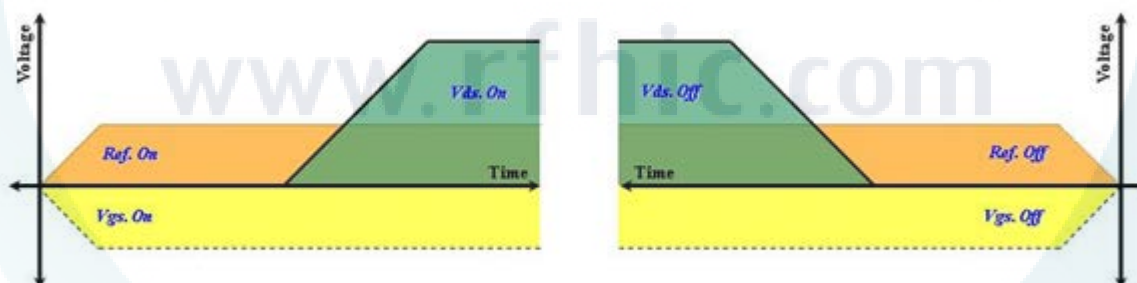 www.rfhic.com
Voltage
Vds. On
Ref. On
Time
Vgs. On
Voltage
Vds. Off
Ref. Off
Time
Vgs. Off